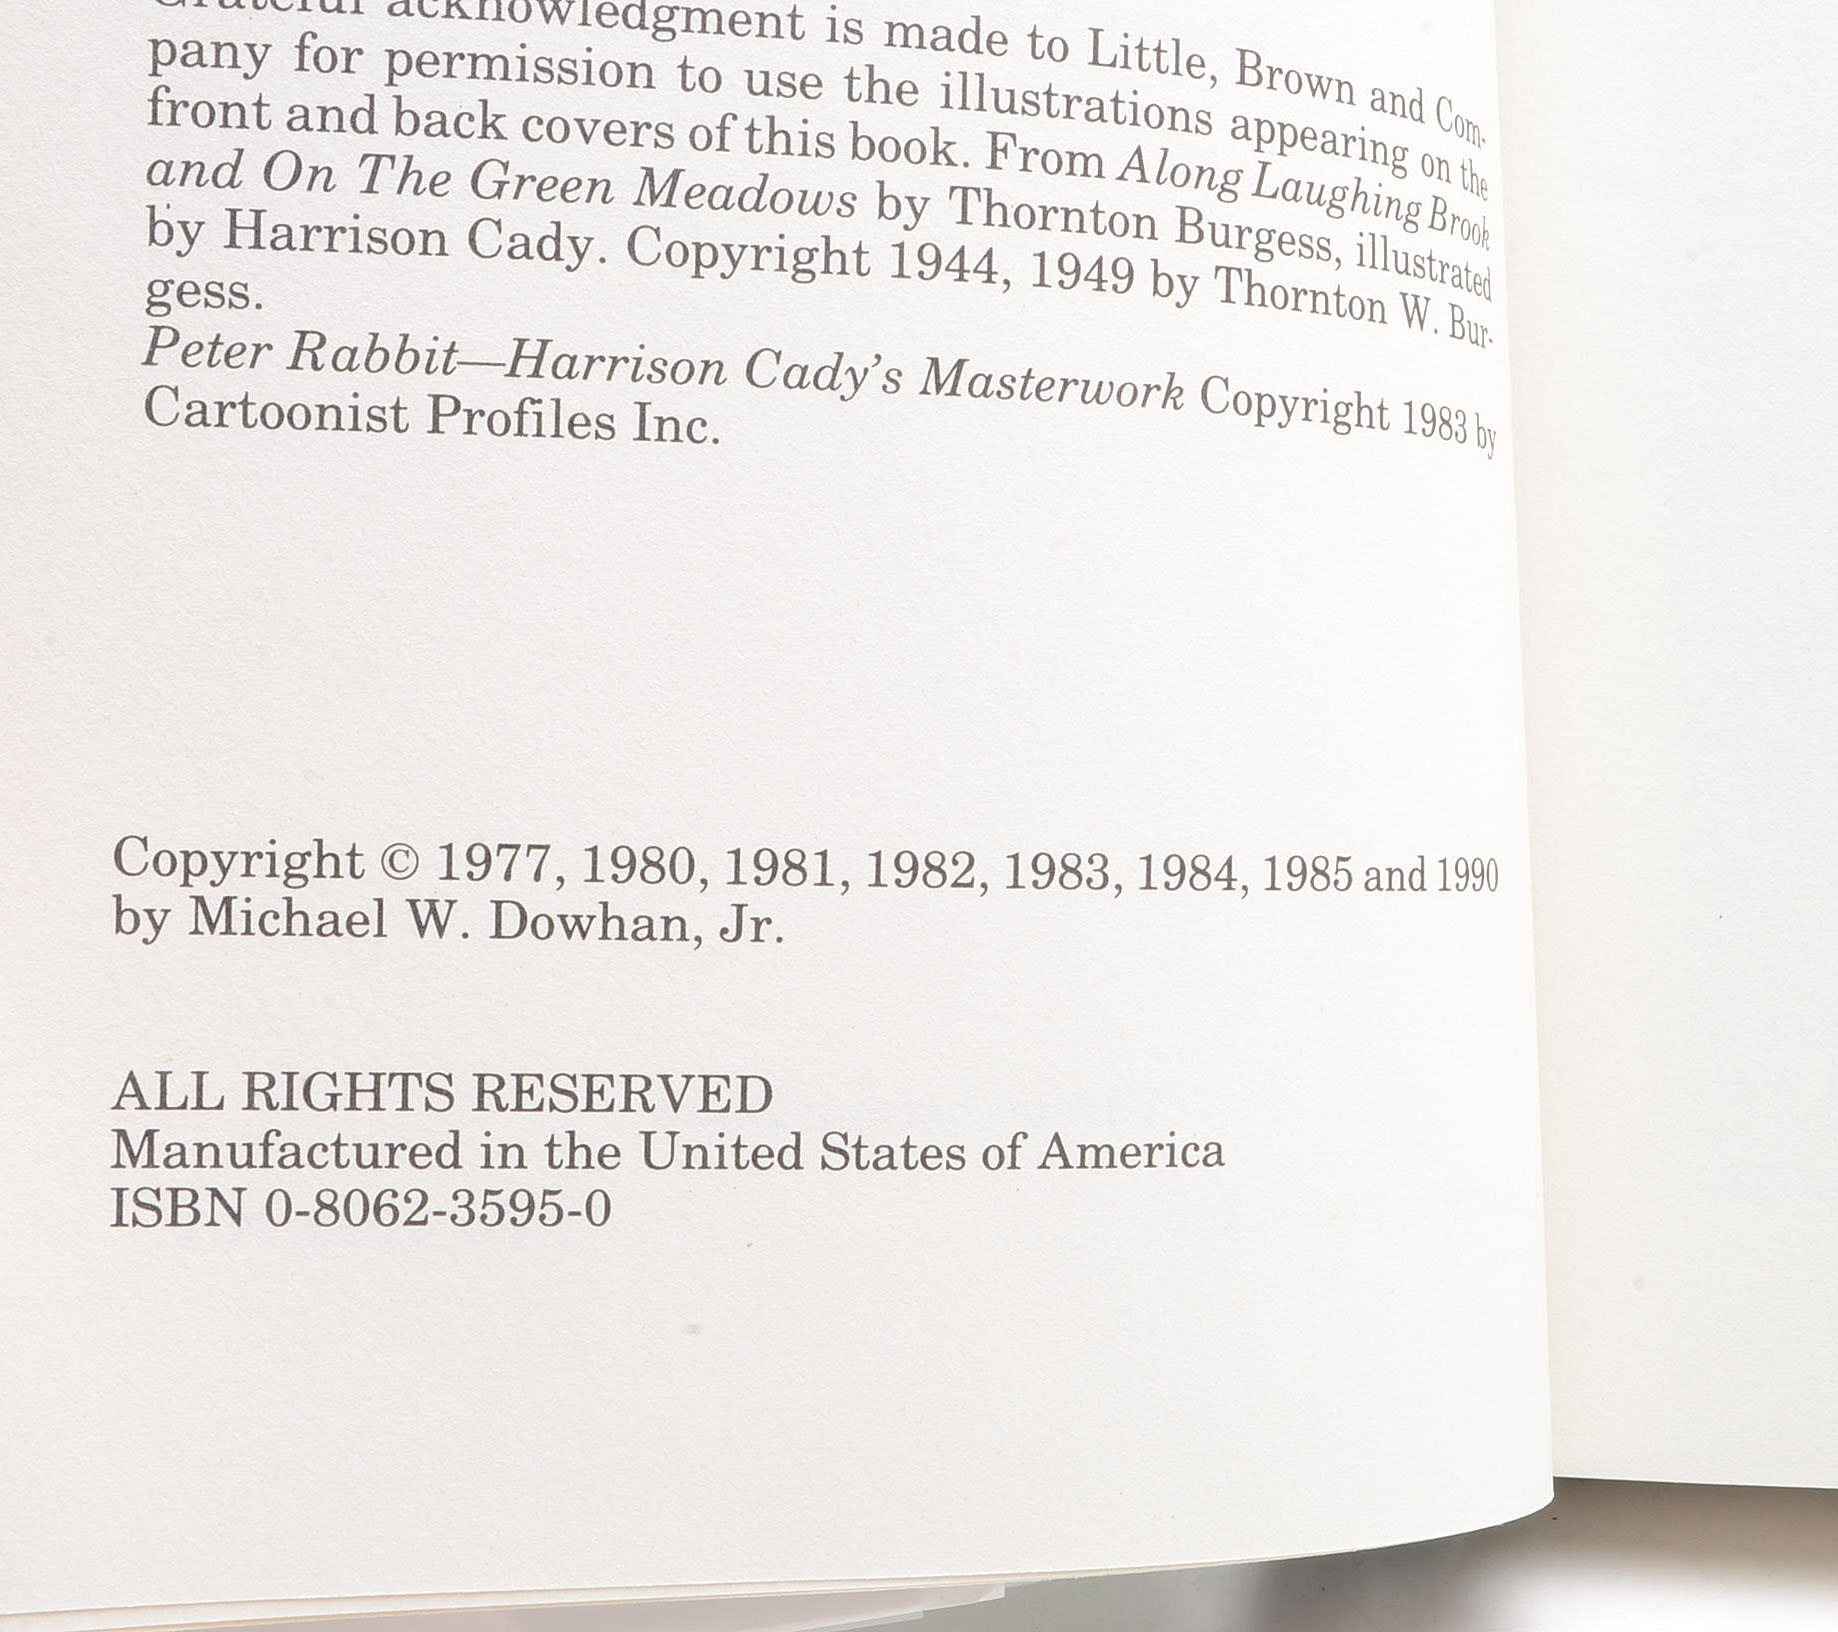 Grateful acknowledgment is made to Little, Brown and Com-
pany for permission to use the illustrations appearing on the
front and back covers of this book. From Along Laughing Brook
and On The Green Meadows by Thornton Burgess, illustrated
by Harrison Cady. Copyright 1944, 1949 by Thornton W. Bur-
gess.
Peter Rabbit—Harrison Cady's Masterwork Copyright 1983 by
Cartoonist Profiles Inc.
Copyright © 1977, 1980, 1981, 1982, 1983, 1984, 1985 and 1990
by Michael W. Dowhan, Jr.
ALL RIGHTS RESERVED
Manufactured in the United States of America
ISBN 0-8062-3595-0